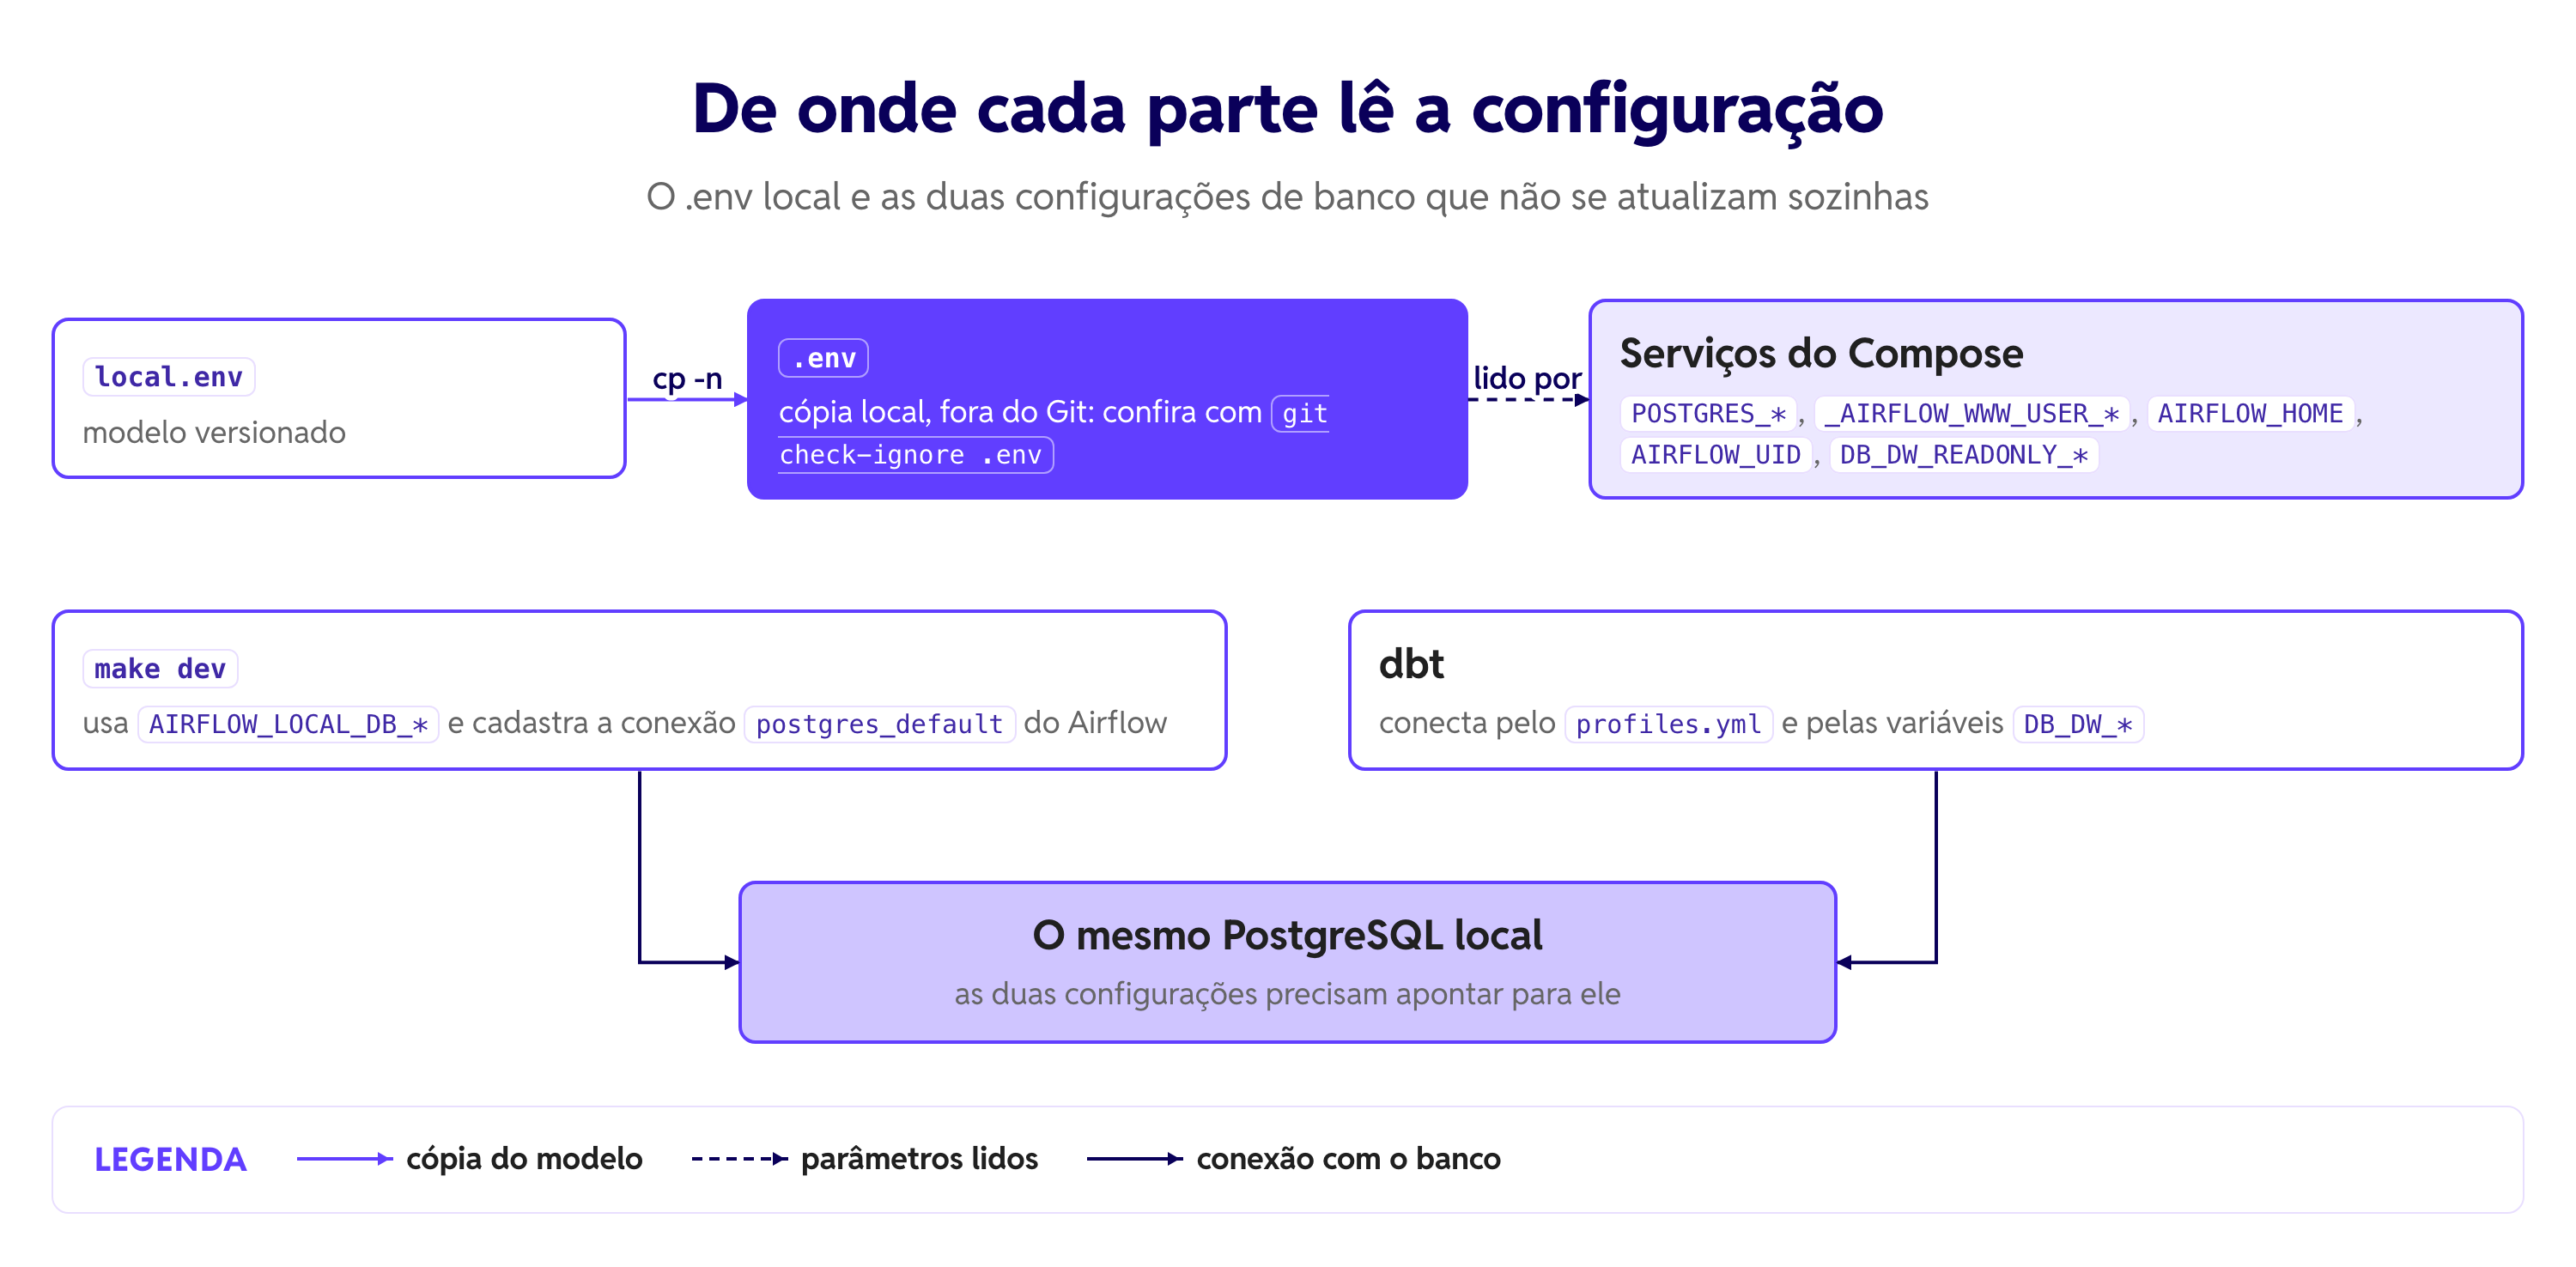 De onde cada parte lê a configuração
O .env local e as duas configurações de banco que não se atualizam sozinhas
local.env
modelo versionado
cp -n
.env
cópia local, fora do Git: confira com git
check-ignore .env
lido por
Serviços do Compose
POSTGRES_*, _AIRFLOW_WWW_USER_*, AIRFLOW_HOME,
AIRFLOW_UID, DB_DW_READONLY_*
make dev
usa AIRFLOW_LOCAL_DB_* e cadastra a conexão postgres_default do Airflow
dbt
conecta pelo profiles.yml e pelas variáveis DB_DW_*
O mesmo PostgreSQL local
as duas configurações precisam apontar para ele
LEGENDA
cópia do modelo
parâmetros lidos
conexão com o banco